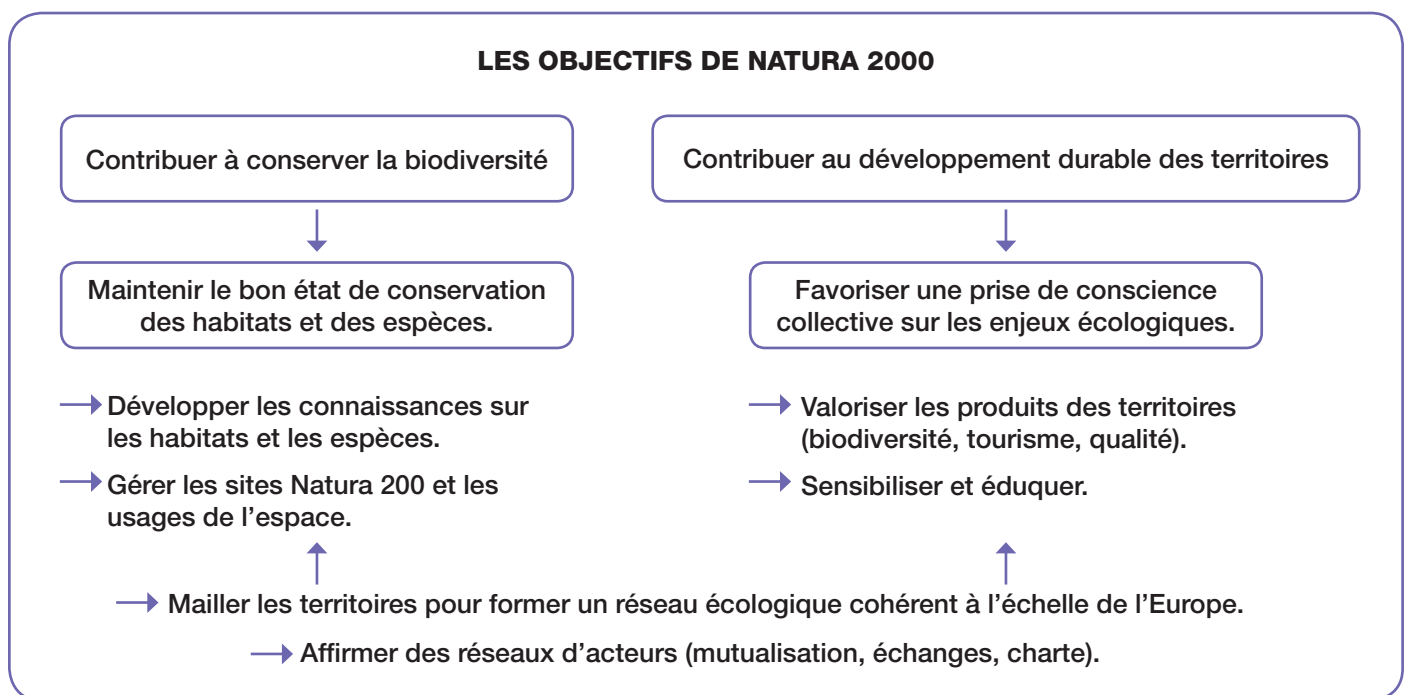 LES OBJECTIFS DE NATURA 2000
Contribuer à conserver la biodiversité
Maintenir le bon état de conservation
des habitats et des espèces.
Développer les connaissances sur
les habitats et les espèces.
Gérer les sites Natura 200 et les
usages de l’espace.
Contribuer au développement durable des territoires
Favoriser une prise de conscience
collective sur les enjeux écologiques.
Valoriser les produits des territoires
(biodiversité, tourisme, qualité).
Sensibiliser et éduquer.
Mailler les territoires pour former un réseau écologique cohérent à l’échelle de l’Europe.
Affirmer des réseaux d’acteurs (mutualisation, échanges, charte).